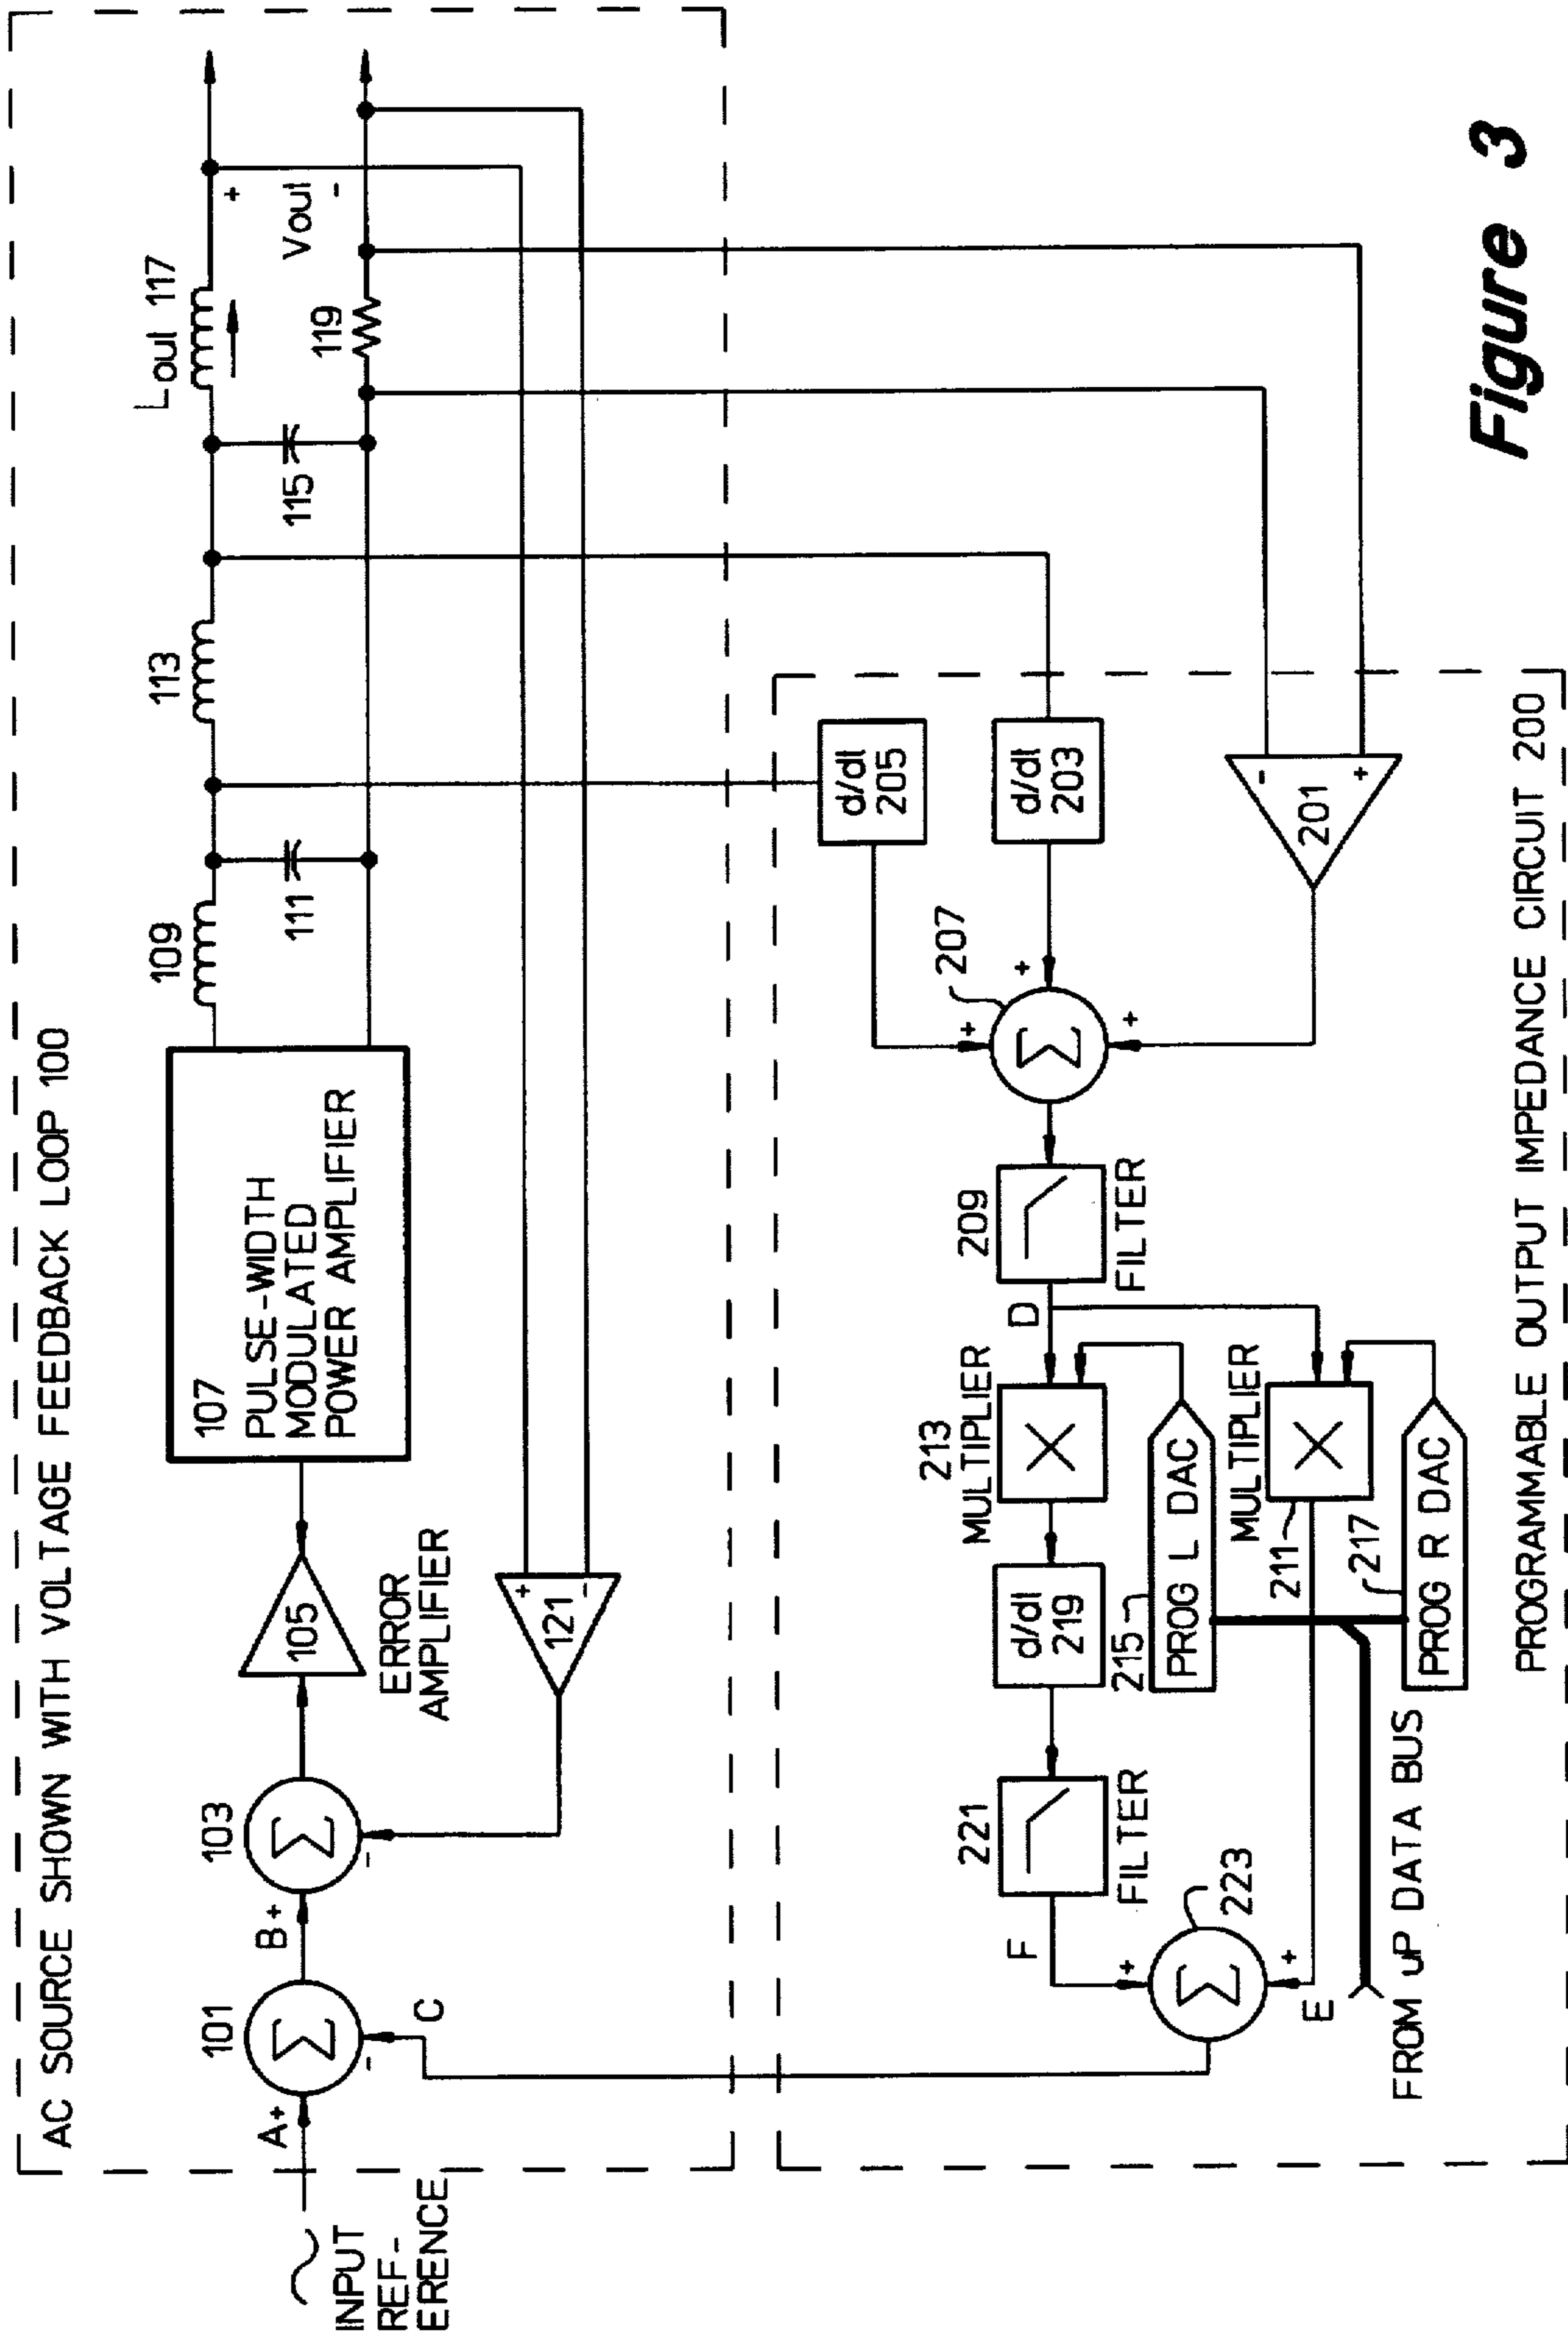 AC SOURCE SHOWN WITH VOLTAGE FEEDBACK LOOP 100
INPUT
REF-
ERENCE
A+
101
Σ
-
B+
103
Σ
-
C
105
ERROR
AMPLIFIER
107
PULSE-WIDTH
MODULATED
POWER AMPLIFIER
109
111
113
115
Lout 117
119
+
Vout
-
+
-
121
d/dt
205
d/dt
203
-
+
201
207
+
+
+
Σ
209
FILTER
D
213
MULTIPLIER
X
MULTIPLIER
X
211
d/dt
219
215
PROG L DAC
217
PROG R DAC
221
FILTER
F
+
223
Σ
+
E
FROM uP DATA BUS
PROGRAMMABLE OUTPUT IMPEDANCE CIRCUIT 200
Figure 3